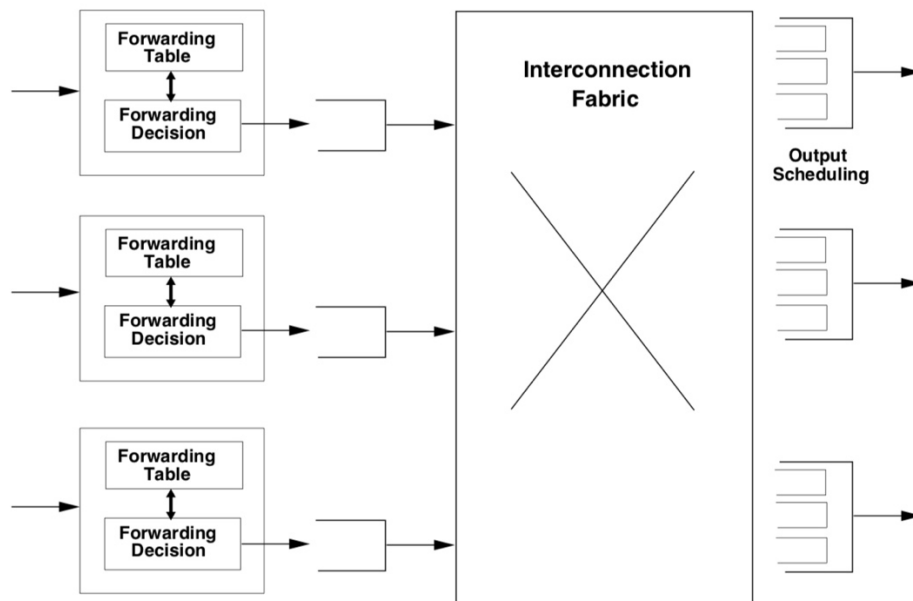 Forwarding
Table
Forwarding
Decision
Interconnection
Fabric
Output
Scheduling
Forwarding
Table
Forwarding
Decision
Forwarding
Table
Forwarding
Decision